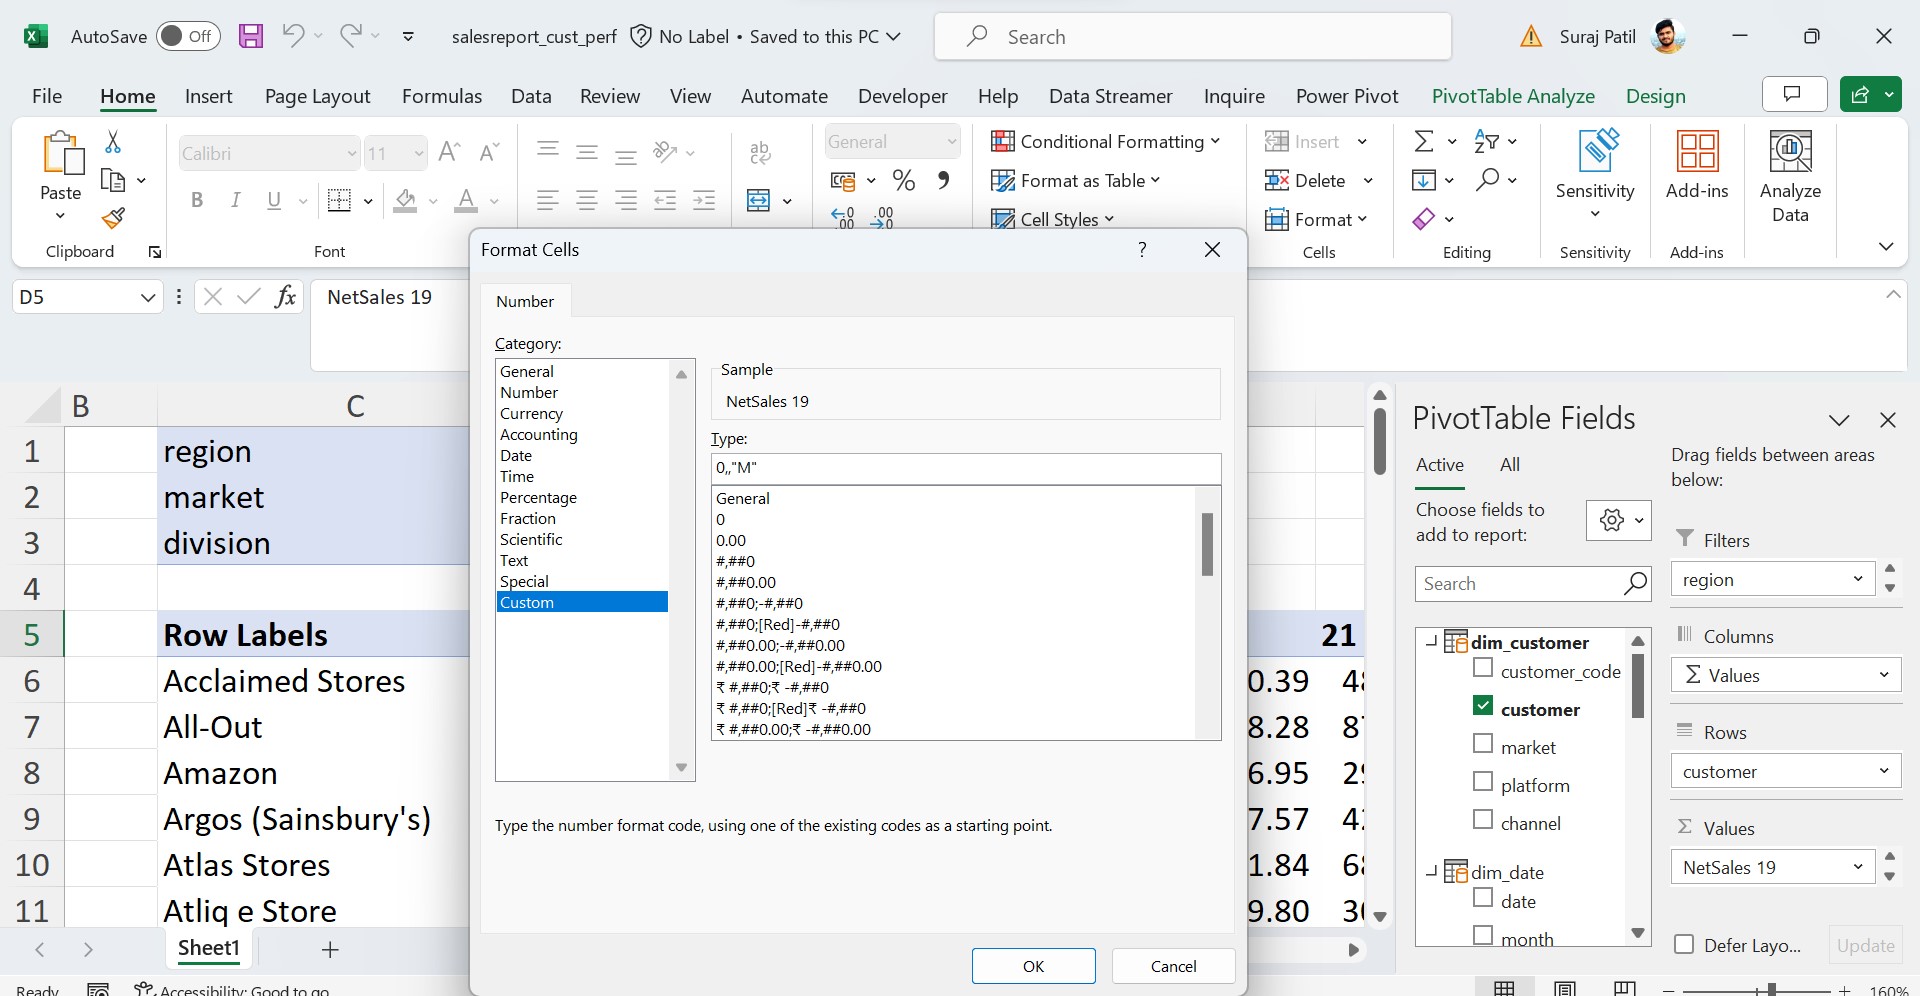 AutoSave Off salesreport_cust_perf No Label • Saved to this PC Search Suraj Patil
File Home Insert Page Layout Formulas Data Review View Automate Developer Help Data Streamer Inquire Power Pivot PivotTable Analyze Design
Paste
Clipboard
Calibri 11
B I U
Font
ab
General
% 
Conditional Formatting
Format as Table
Cell Styles
Insert
Delete
Format
Cells
Editing
Sensitivity
Sensitivity
Add-ins
Add-ins
Analyze
Data
D5 fx NetSales 19
B C
1 region
2 market
3 division
4
5 Row Labels 21
6 Acclaimed Stores 0.39
7 All-Out 8.28
8 Amazon 6.95
9 Argos (Sainsbury's) 7.57
10 Atlas Stores 1.84
11 Atliq e Store 9.80
Sheet1
Ready Accessibility: Good to go 160%
Format Cells
Number
Category:
General
Number
Currency
Accounting
Date
Time
Percentage
Fraction
Scientific
Text
Special
Custom
Sample
NetSales 19
Type:
0,,"M"
General
0
0.00
#,##0
#,##0.00
#,##0;-#,##0
#,##0;[Red]-#,##0
#,##0.00;-#,##0.00
#,##0.00;[Red]-#,##0.00
₹ #,##0;₹ -#,##0
₹ #,##0;[Red]₹ -#,##0
₹ #,##0.00;₹ -#,##0.00
Type the number format code, using one of the existing codes as a starting point.
OK Cancel
PivotTable Fields
Active All
Choose fields to
add to report:
Search
dim_customer
customer_code
customer
market
platform
channel
dim_date
date
month
Drag fields between areas
below:
Filters
region
Columns
Σ Values
Rows
customer
Σ Values
NetSales 19
Defer Layo... Update